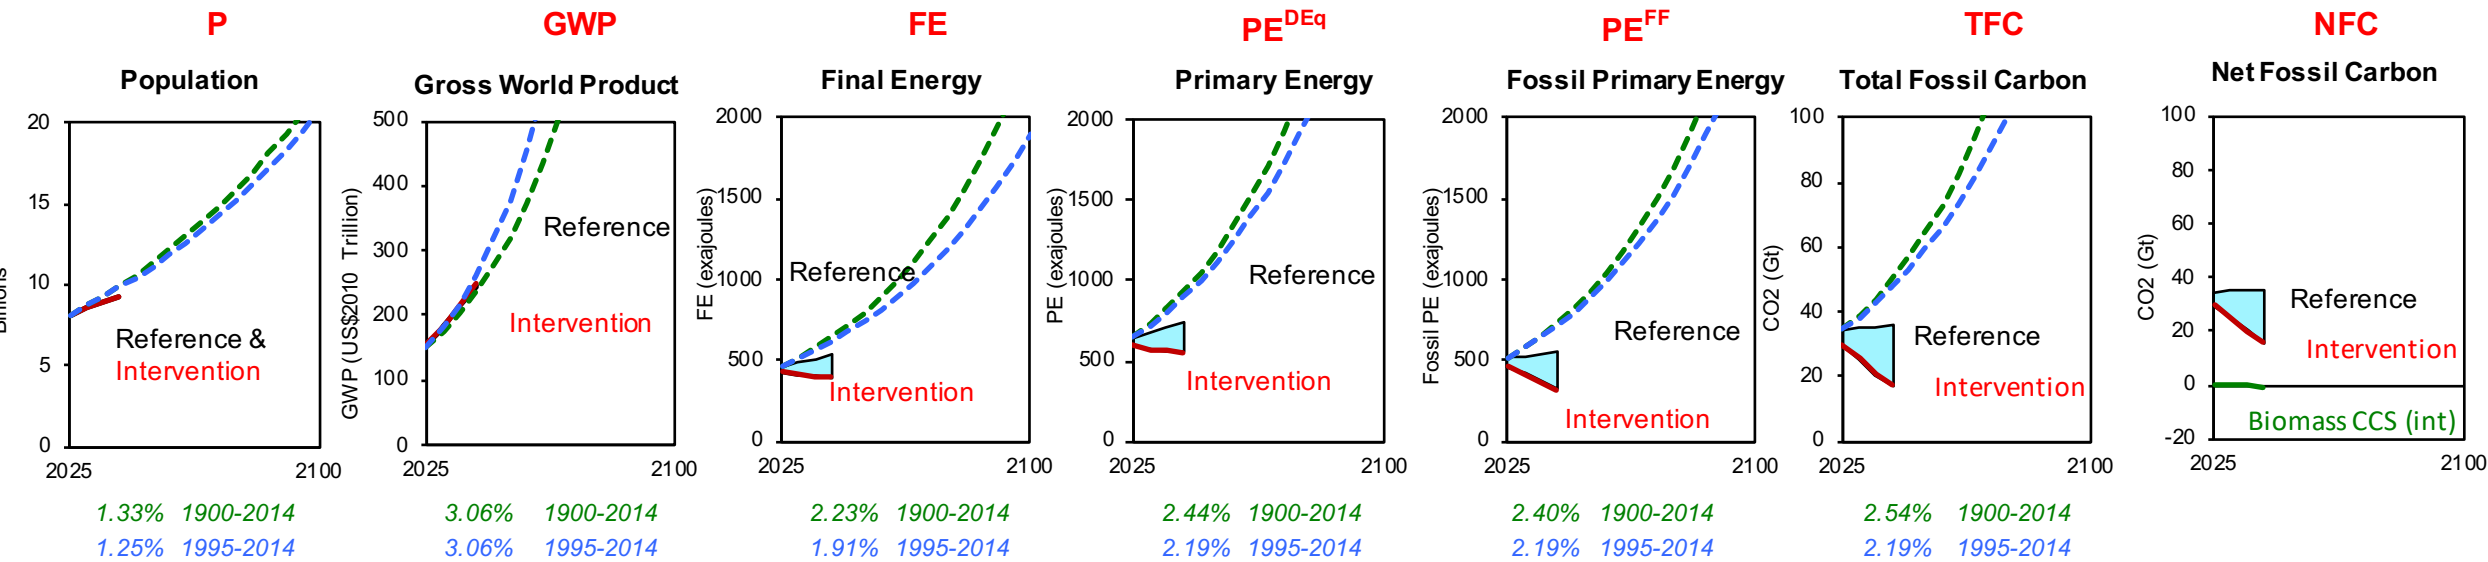 P
Population
Billions
20
15
10
5
0
2025
2100
Reference &
Intervention
1.33% 1900-2014
1.25% 1995-2014
GWP
Gross World Product
GWP (US$2010 Trillion)
500
400
300
200
100
0
2025
2100
Reference
Intervention
3.06% 1900-2014
3.06% 1995-2014
FE
Final Energy
FE (exajoules)
2000
1500
1000
500
0
2025
2100
Reference
Intervention
2.23% 1900-2014
1.91% 1995-2014
PE^DEq
Primary Energy
PE (exajoules)
2000
1500
1000
500
0
2025
2100
Reference
Intervention
2.44% 1900-2014
2.19% 1995-2014
PE^FF
Fossil Primary Energy
Fossil PE (exajoules)
2000
1500
1000
500
0
2025
2100
Reference
Intervention
2.40% 1900-2014
2.19% 1995-2014
TFC
Total Fossil Carbon
CO2 (Gt)
100
80
60
40
20
0
2025
2100
Reference
Intervention
2.54% 1900-2014
2.19% 1995-2014
NFC
Net Fossil Carbon
CO2 (Gt)
100
80
60
40
20
0
-20
2025
2100
Reference
Intervention
Biomass CCS (int)